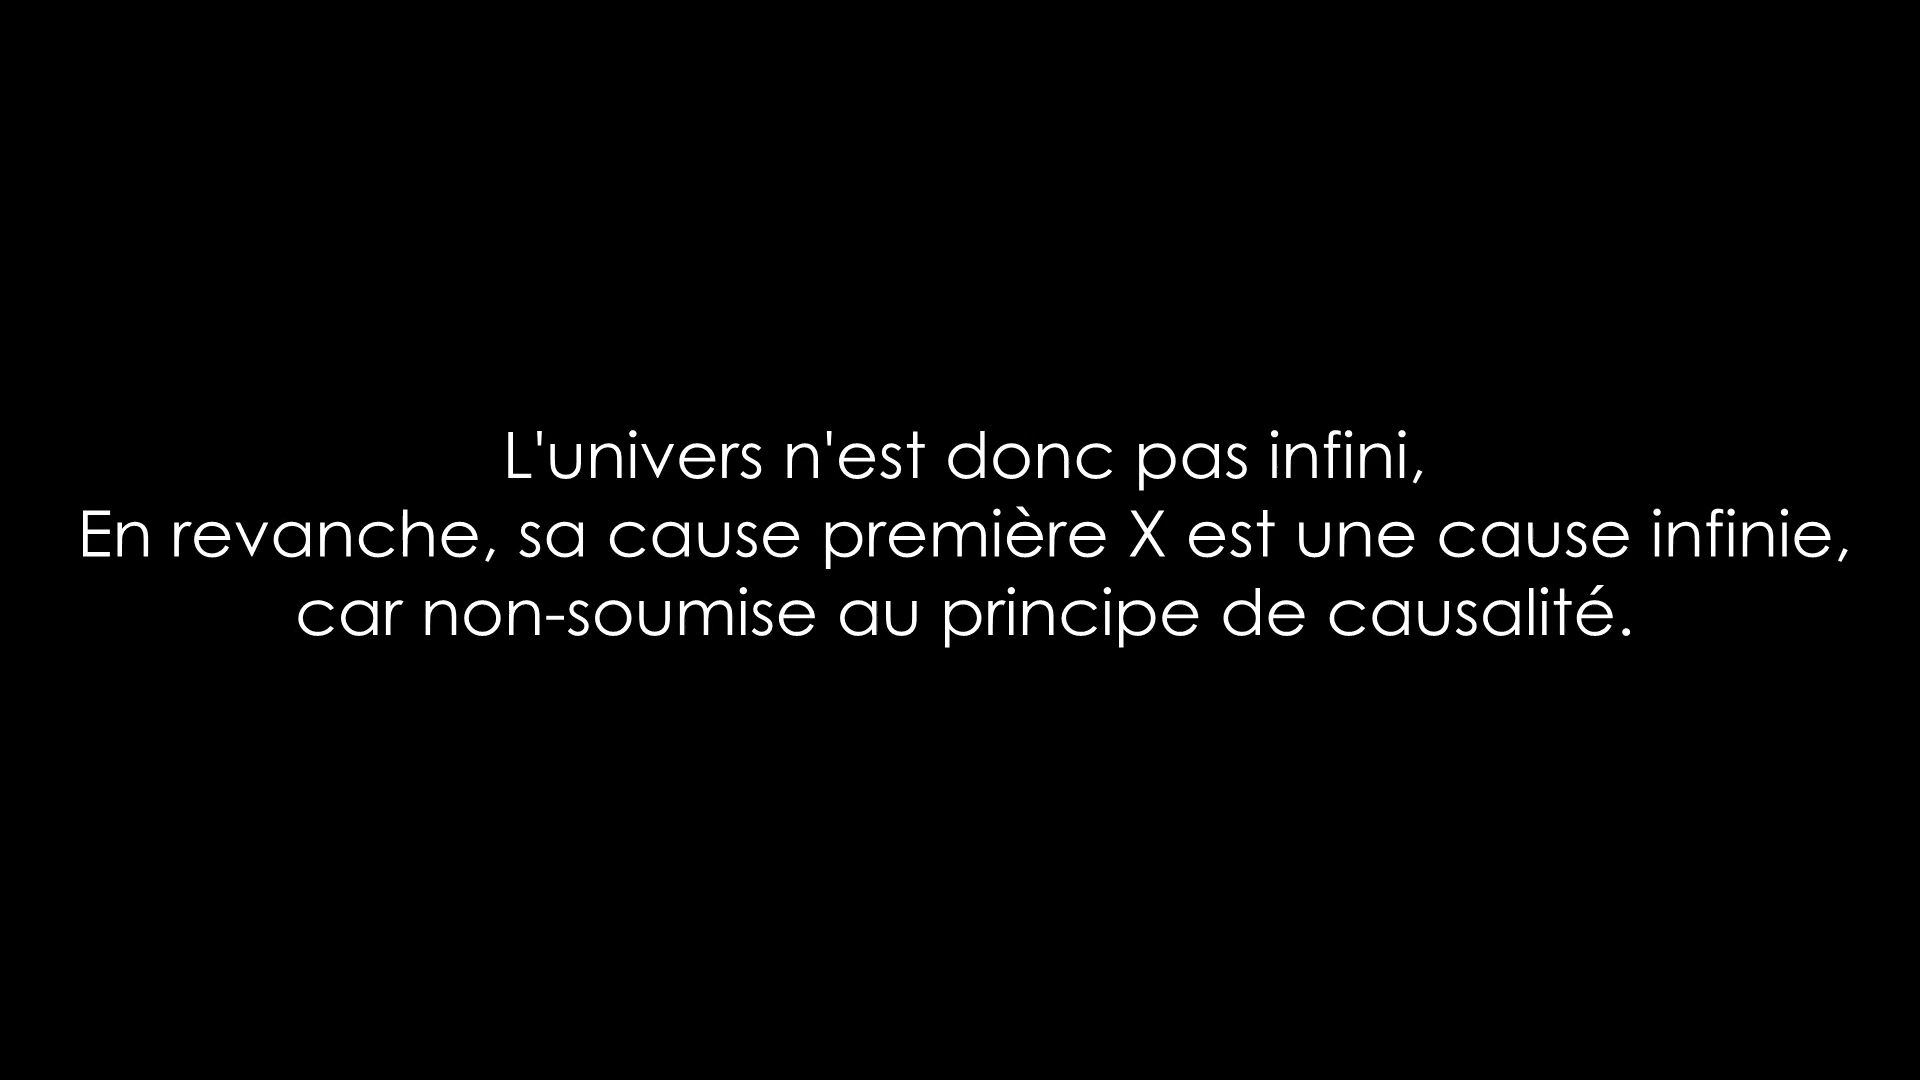 L'univers n'est donc pas infini,
En revanche, sa cause première X est une cause infinie,
car non-soumise au principe de causalité.